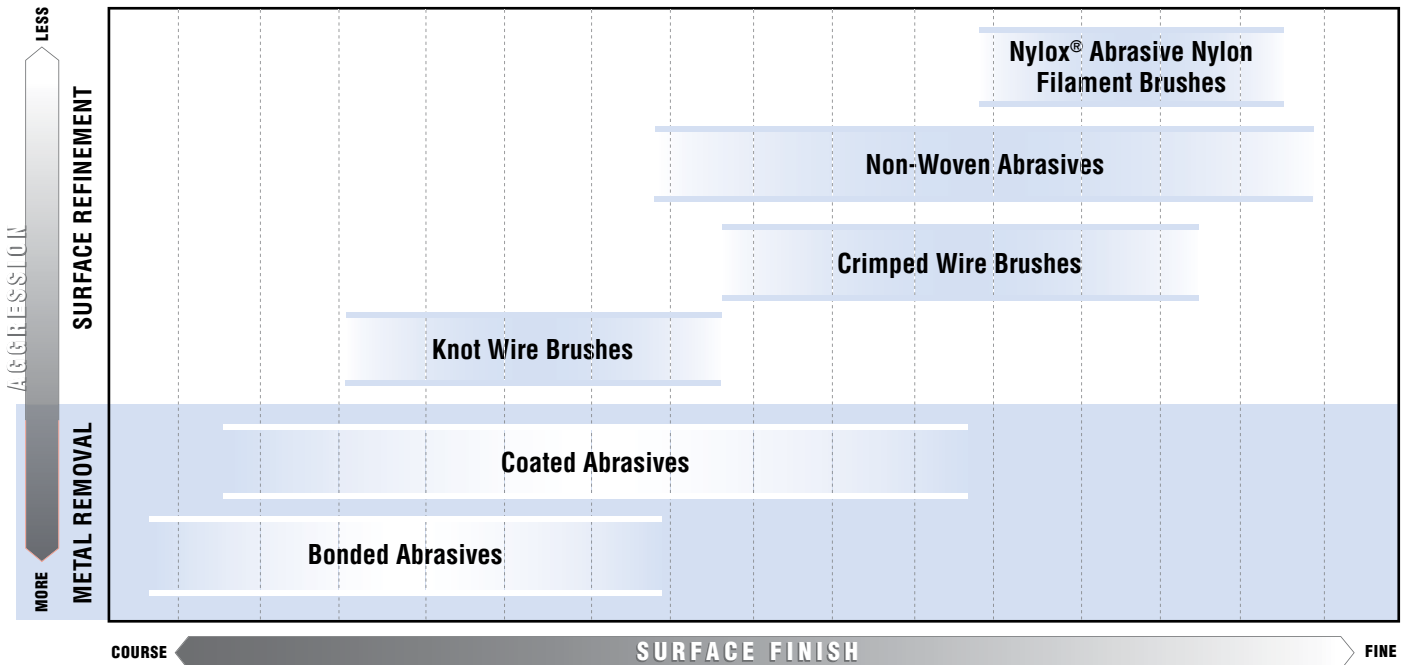 LESS
AGGRESSION
MORE
SURFACE REFINEMENT
METAL REMOVAL
Nylox® Abrasive Nylon
Filament Brushes
Non-Woven Abrasives
Crimped Wire Brushes
Knot Wire Brushes
Coated Abrasives
Bonded Abrasives
COURSE
SURFACE FINISH
FINE